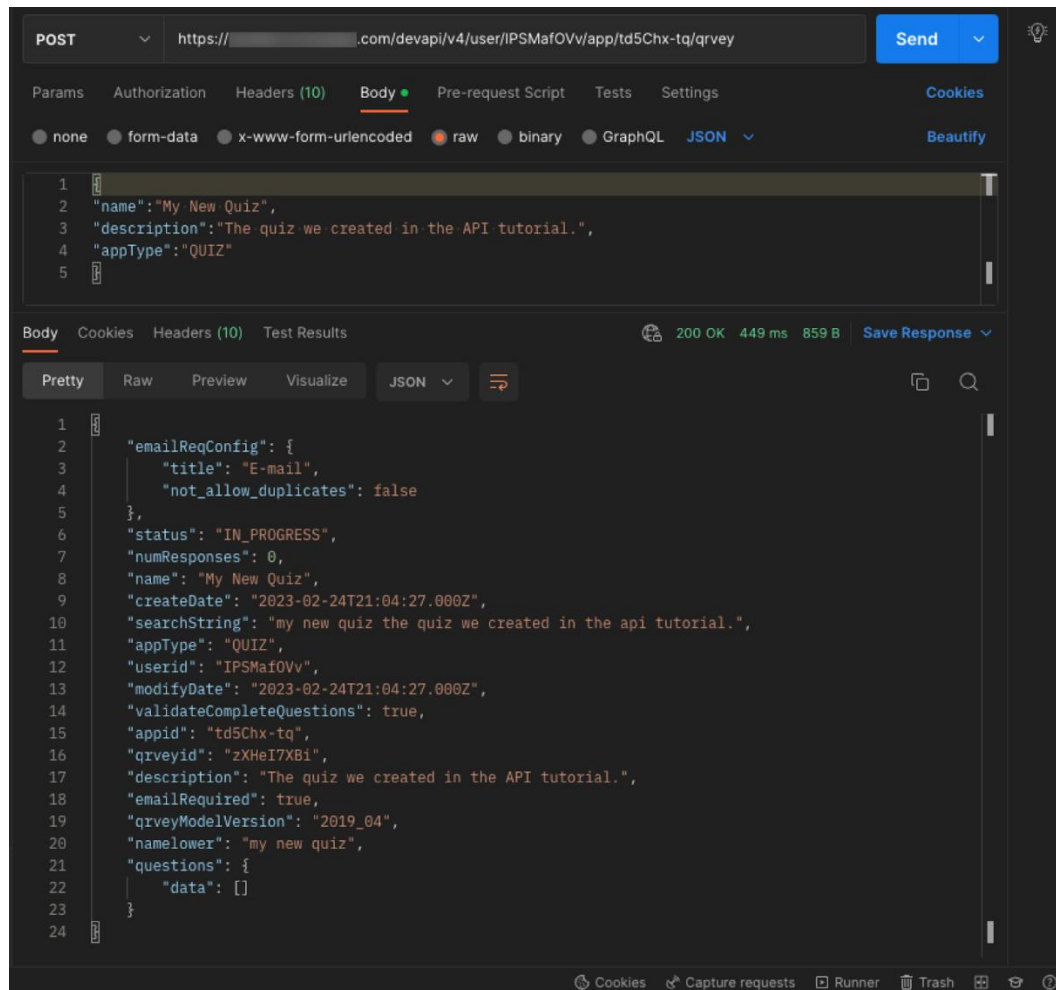 POST https:// .com/devapi/v4/user/IPSMafOVv/app/td5Chx-tq/qrvey Send
Params Authorization Headers (10) Body Pre-request Script Tests Settings Cookies
none form-data x-www-form-urlencoded raw binary GraphQL JSON Beautify
1 {
2 "name":"My New Quiz",
3 "description":"The quiz we created in the API tutorial.",
4 "appType":"QUIZ"
5 }
Body Cookies Headers (10) Test Results 200 OK 449 ms 859 B Save Response
Pretty Raw Preview Visualize JSON
1 {
2 "emailReqConfig": {
3 "title": "E-mail",
4 "not_allow_duplicates": false
5 },
6 "status": "IN_PROGRESS",
7 "numResponses": 0,
8 "name": "My New Quiz",
9 "createDate": "2023-02-24T21:04:27.000Z",
10 "searchString": "my new quiz the quiz we created in the api tutorial.",
11 "appType": "QUIZ",
12 "userid": "IPSMafOVv",
13 "modifyDate": "2023-02-24T21:04:27.000Z",
14 "validateCompleteQuestions": true,
15 "appid": "td5Chx-tq",
16 "qrveyid": "zXHeI7XBi",
17 "description": "The quiz we created in the API tutorial.",
18 "emailRequired": true,
19 "qrveyModelVersion": "2019_04",
20 "namelower": "my new quiz",
21 "questions": {
22 "data": []
23 }
24 }
Cookies Capture requests Runner Trash